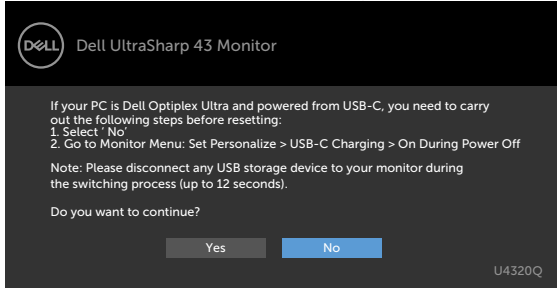 DELL
Dell UltraSharp 43 Monitor
If your PC is Dell Optiplex Ultra and powered from USB-C, you need to carry
out the following steps before resetting:
1. Select ‘ No’
2. Go to Monitor Menu: Set Personalize > USB-C Charging > On During Power Off
Note: Please disconnect any USB storage device to your monitor during
the switching process (up to 12 seconds).
Do you want to continue?
Yes No
U4320Q